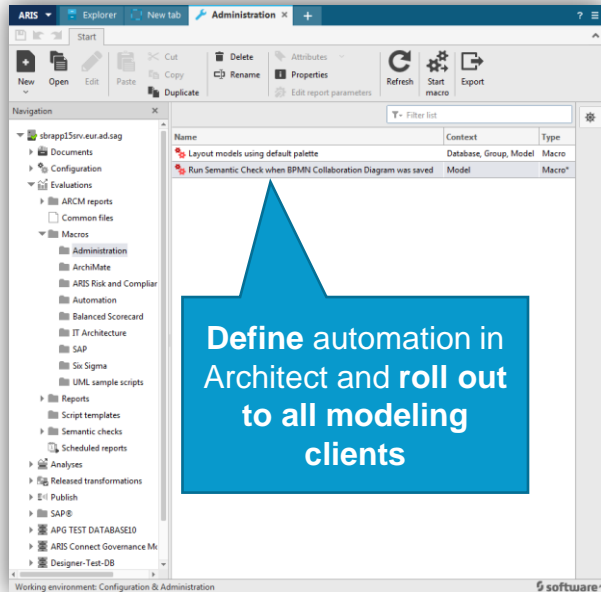 ARIS Explorer New tab Administration × + ?
Start
New Open Edit Paste Cut Copy Duplicate Delete Rename Attributes Properties Edit report parameters Refresh Start macro Export
Navigation ×
Filter list
sbrapp15srv.eur.ad.sag
Documents
Configuration
Evaluations
ARCM reports
Common files
Macros
Administration
ArchiMate
ARIS Risk and Complian
Automation
Balanced Scorecard
IT Architecture
SAP
Six Sigma
UML sample scripts
Reports
Script templates
Semantic checks
Scheduled reports
Analyses
Released transformations
Publish
SAP®
APG TEST DATABASE10
ARIS Connect Governance Mo
Designer-Test-DB
Name Context Type
Layout models using default palette Database, Group, Model Macro
Run Semantic Check when BPMN Collaboration Diagram was saved Model Macro*
Define automation in
Architect and roll out
to all modeling
clients
Working environment: Configuration & Administration
software